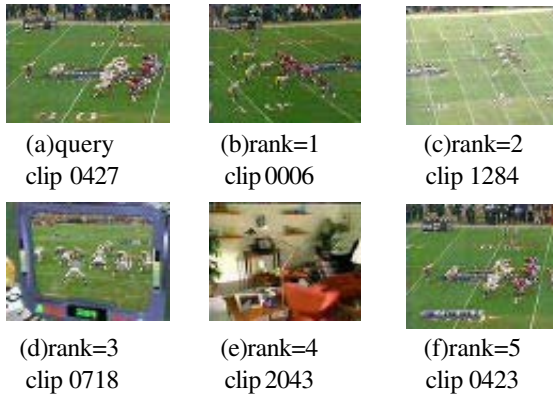 (a)query
(b)rank=1
(c)rank=2
clip 0427
clip 0006
clip 1284
(d)rank=3
(e)rank=4
(f)rank=5
clip 0718
clip 2043
clip 0423